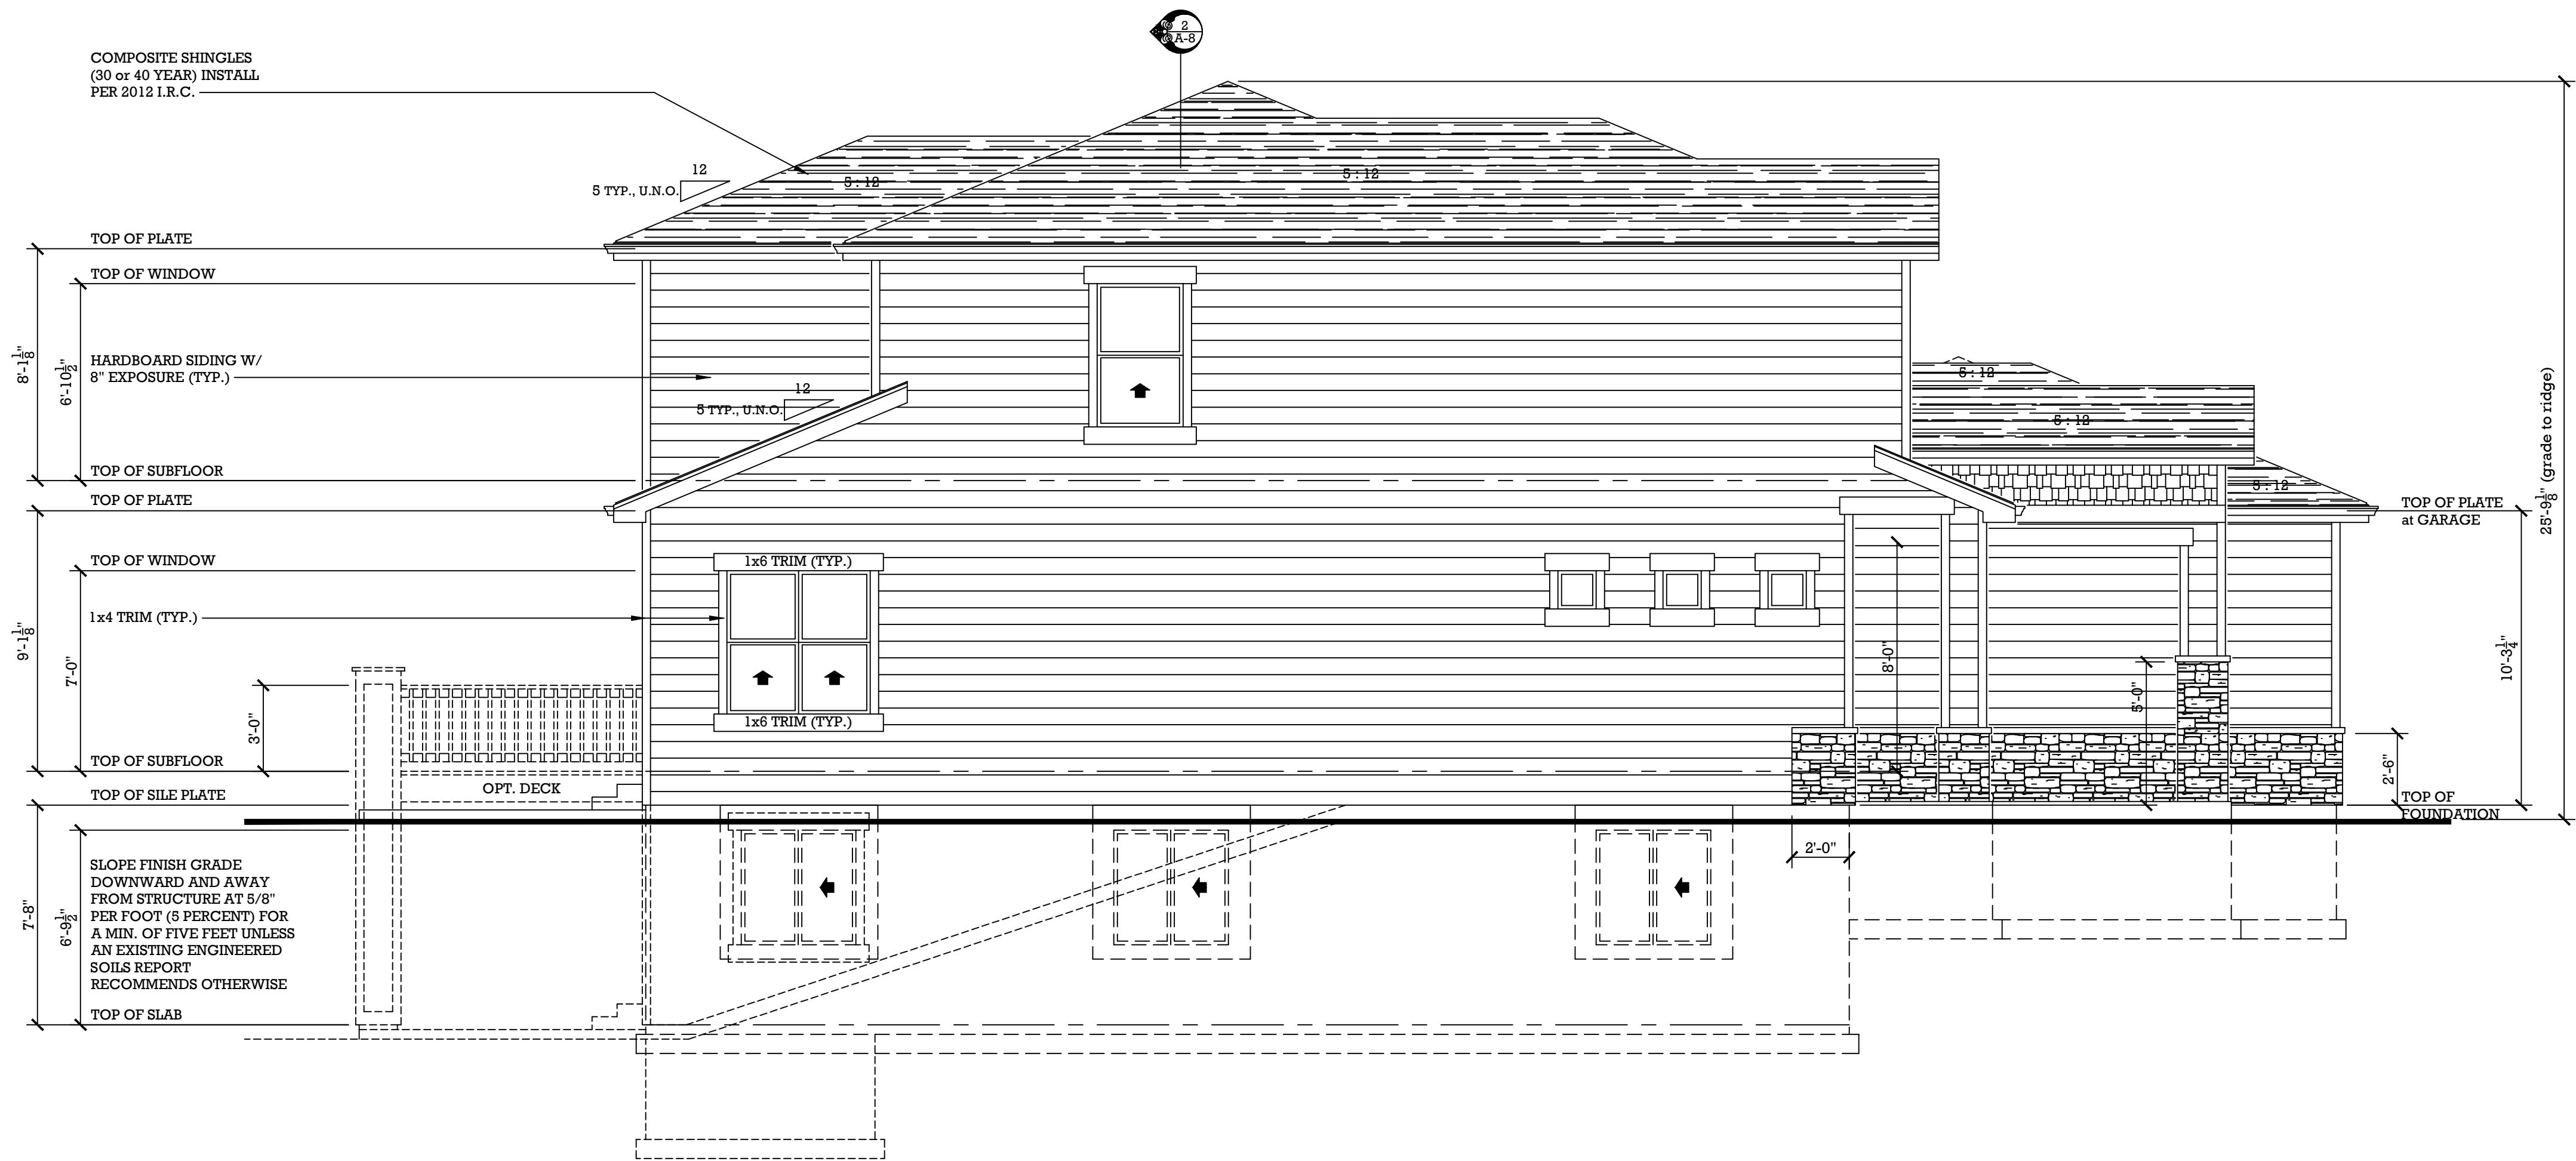 2
A-8
COMPOSITE SHINGLES
(30 or 40 YEAR) INSTALL
PER 2012 I.R.C.
12
5 TYP., U.N.O.
5 : 12
5 : 12
TOP OF PLATE
TOP OF WINDOW
8'-1 1/8"
6'-10 1/2"
HARDBOARD SIDING W/
8" EXPOSURE (TYP.)
12
5 TYP., U.N.O.
5 : 12
5 : 12
5 : 12
25'-9 1/8" (grade to ridge)
TOP OF SUBFLOOR
TOP OF PLATE
TOP OF PLATE
at GARAGE
TOP OF WINDOW
1x6 TRIM (TYP.)
1x4 TRIM (TYP.)
9'-1 1/8"
7'-0"
3'-0"
8'-0"
5'-0"
10'-3 1/4"
1x6 TRIM (TYP.)
2'-6"
TOP OF SUBFLOOR
OPT. DECK
TOP OF SILE PLATE
TOP OF
FOUNDATION
2'-0"
7'-8"
6'-9 1/2"
SLOPE FINISH GRADE
DOWNWARD AND AWAY
FROM STRUCTURE AT 5/8"
PER FOOT (5 PERCENT) FOR
A MIN. OF FIVE FEET UNLESS
AN EXISTING ENGINEERED
SOILS REPORT
RECOMMENDS OTHERWISE
TOP OF SLAB